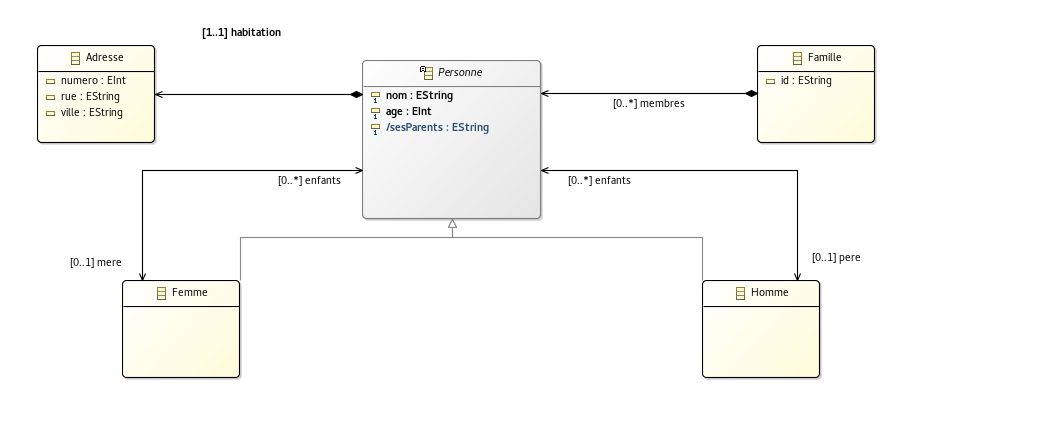 [1..1] habitation
Adresse
numero : EInt
rue : EString
ville : EString
Personne
nom : EString
age : EInt
/sesParents : EString
Famille
id : EString
[0..*] membres
[0..*] enfants
[0..*] enfants
[0..1] mere
[0..1] pere
Femme
Homme